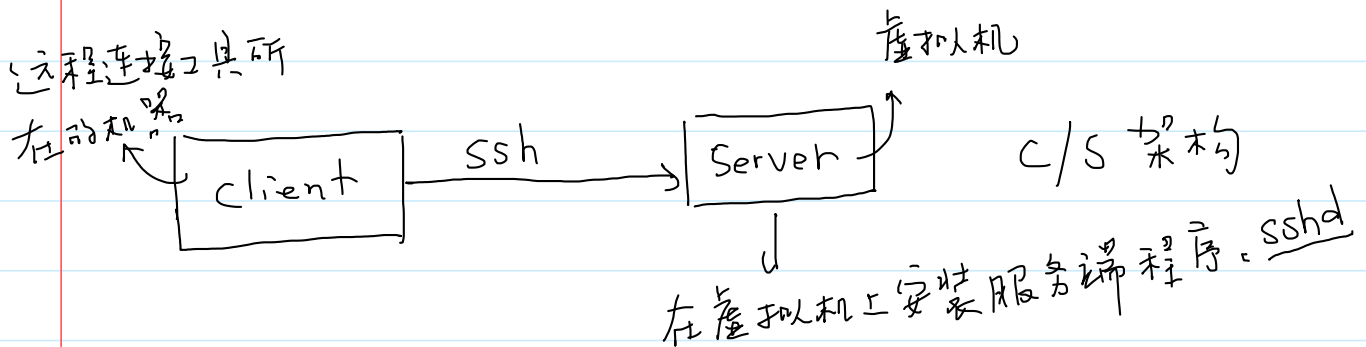 远程连接工具所
在的机器
client
ssh
Server
虚拟机
C/S 架构
在虚拟机上安装服务端程序：sshd